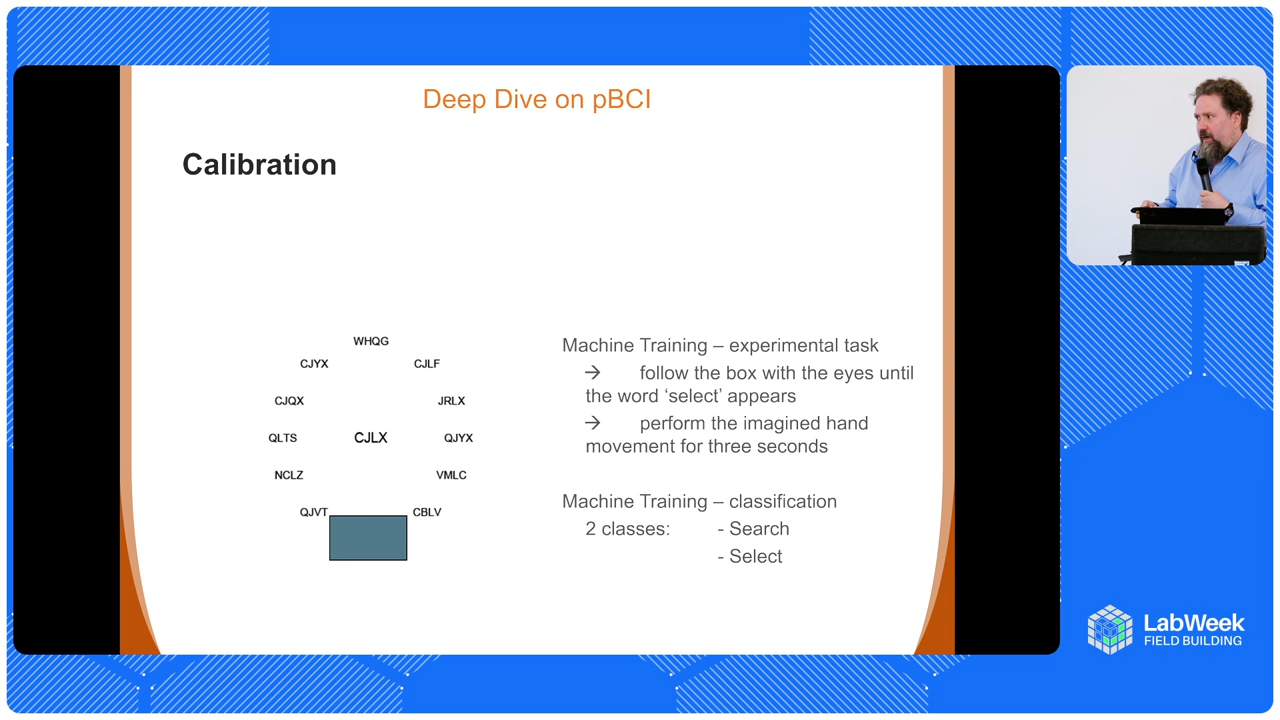 Deep Dive on pBCI
Calibration
WHQG
CJYX
CJLF
CJQX
JRLX
QLTS
CJLX
QJYX
NCLZ
VMLC
QJVT
CBLV
Machine Training – experimental task
→ follow the box with the eyes until
the word ‘select’ appears
→ perform the imagined hand
movement for three seconds
Machine Training – classification
2 classes: - Search
- Select
LabWeek
FIELD BUILDING